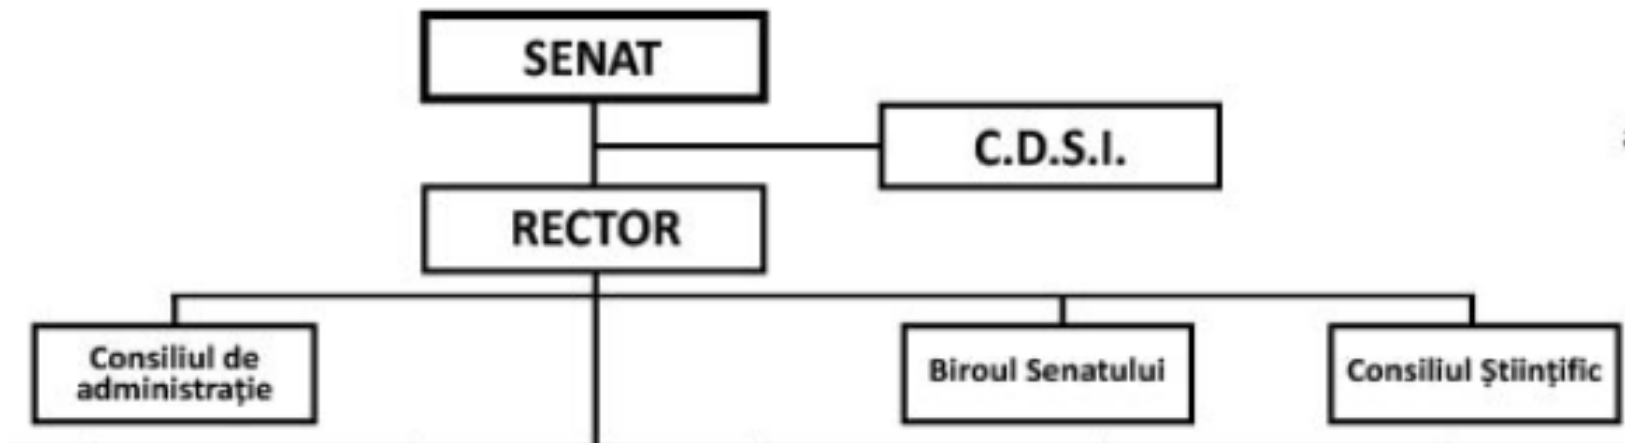 SENAT
C.D.S.I.
RECTOR
Consiliul de
administrație
Biroul Senatului
Consiliul Științific